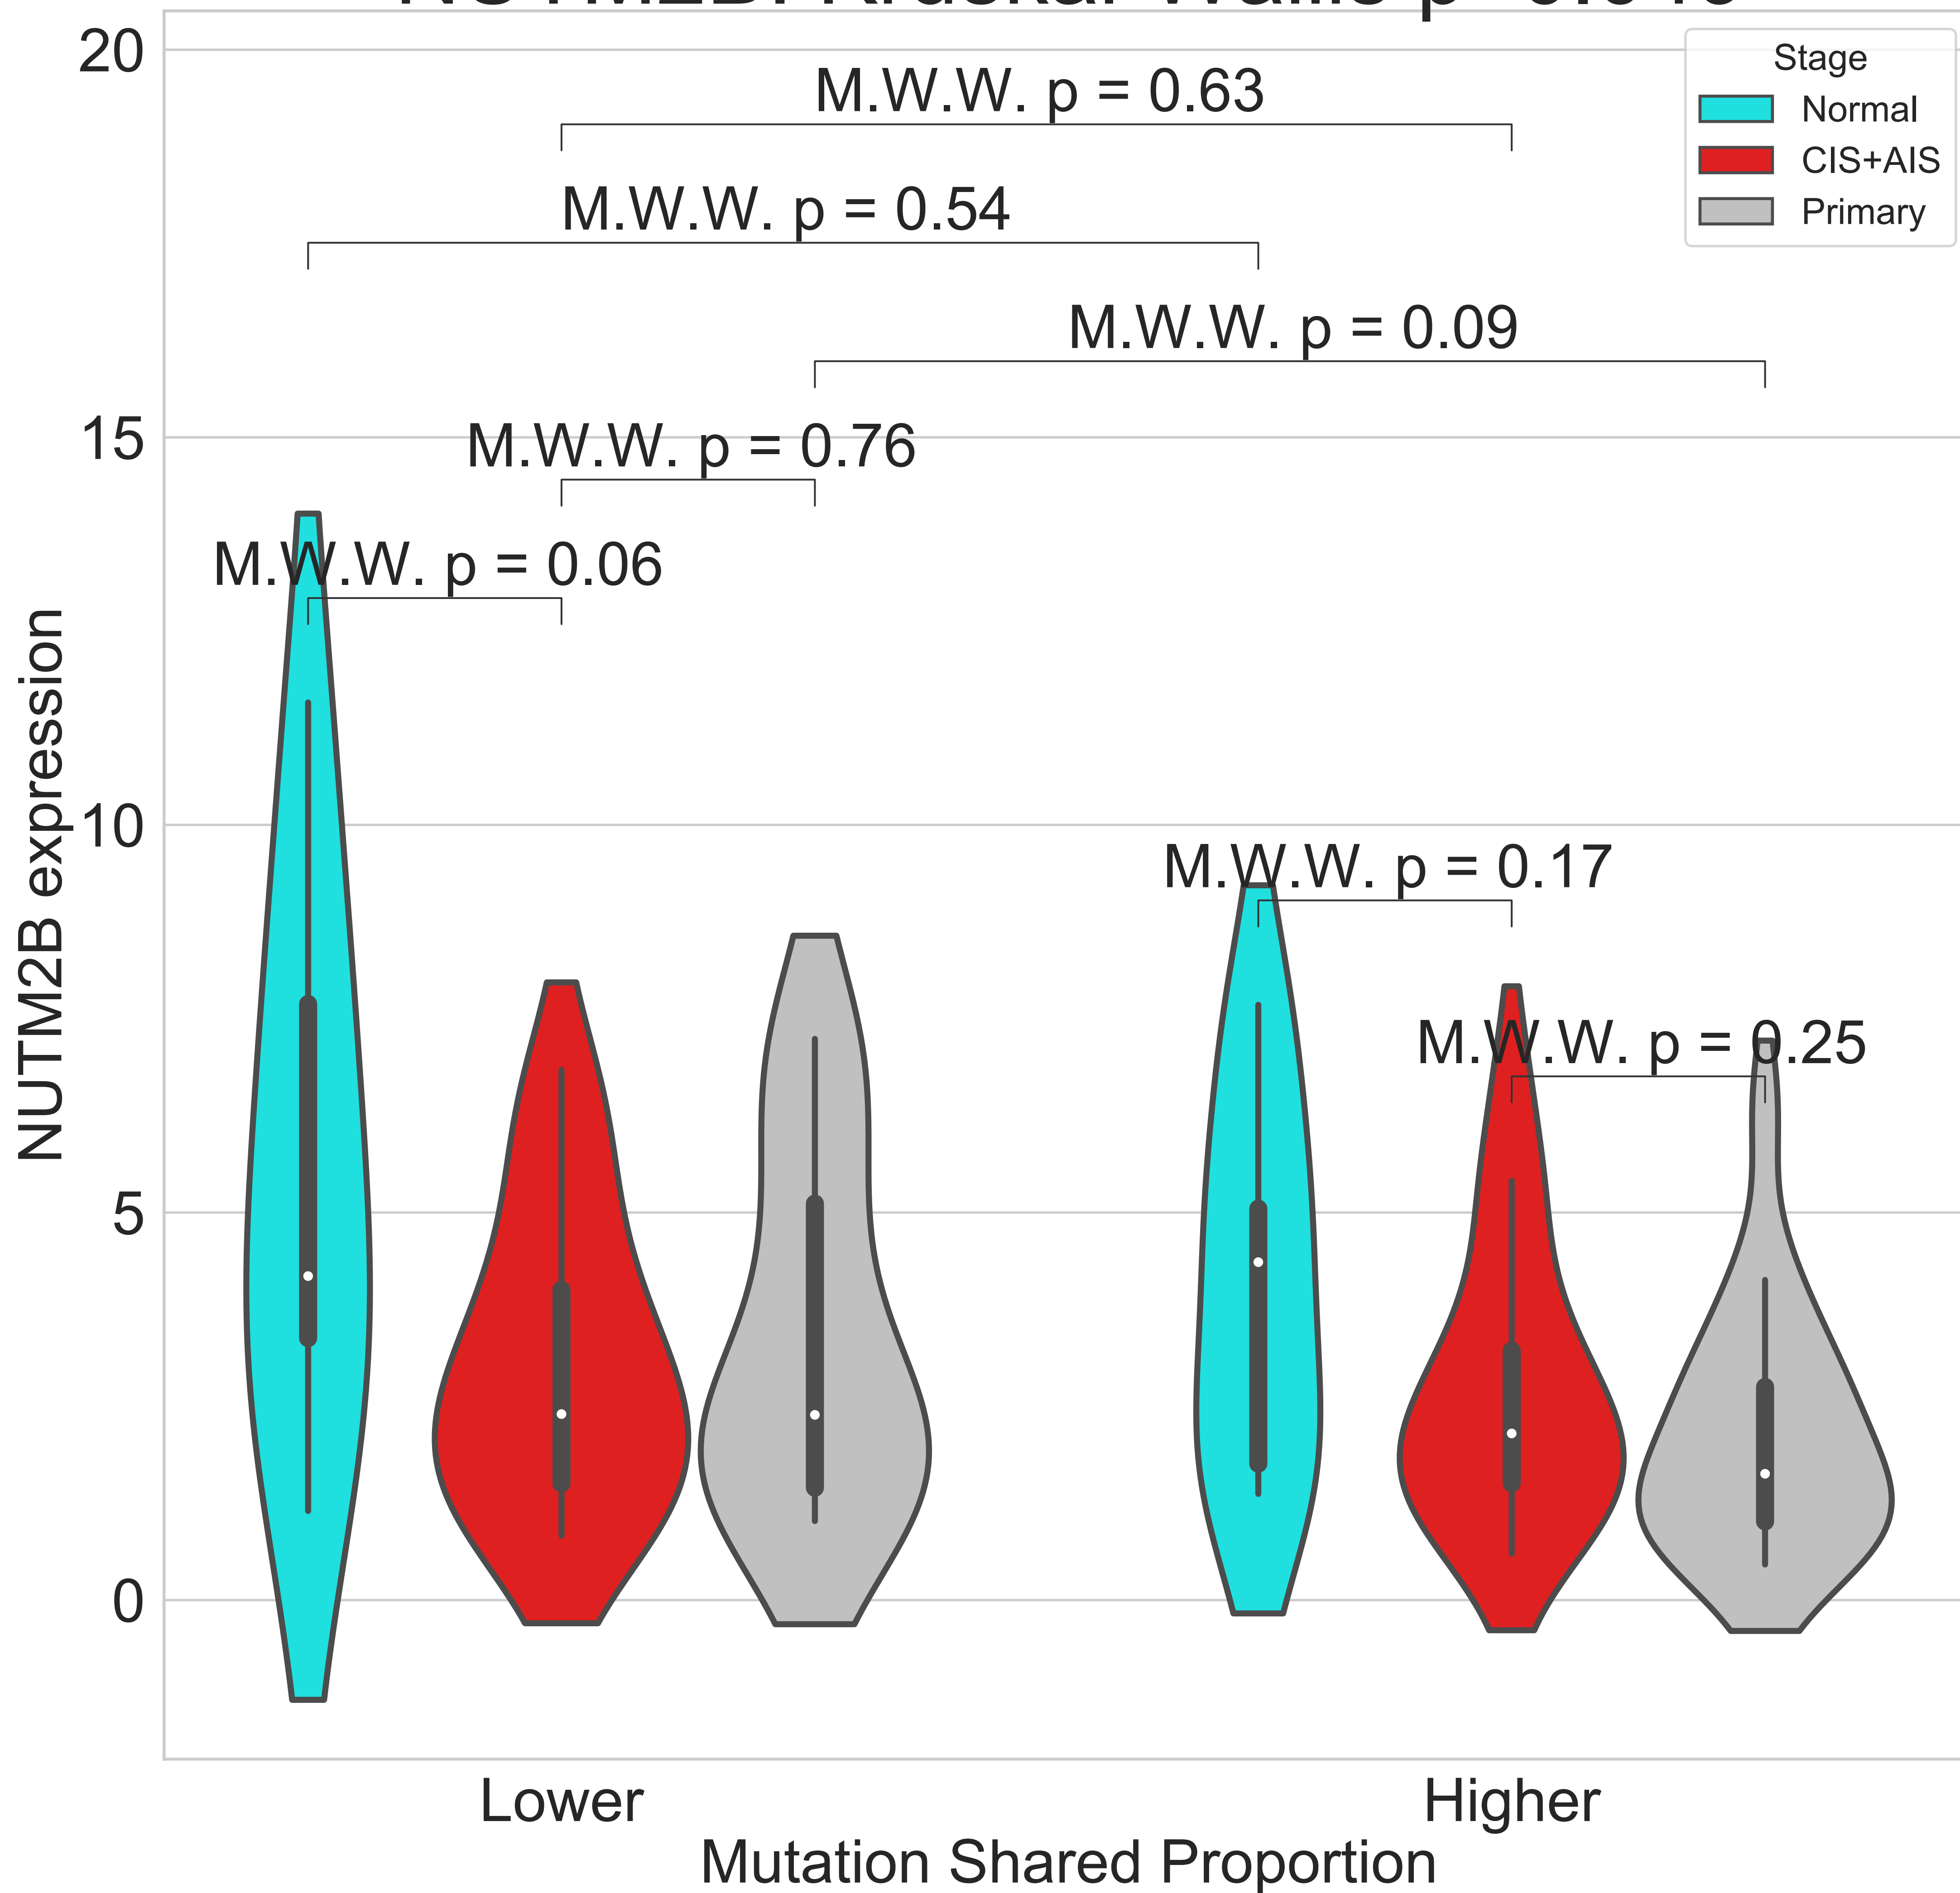 20
M.W.W. p = 0.63
Stage
Normal
CIS+AIS
Primary
M.W.W. p = 0.54
M.W.W. p = 0.09
15
M.W.W. p = 0.76
M.W.W. p = 0.06
10
M.W.W. p = 0.17
M.W.W. p = 0.25
5
0
NUTM2B expression
Lower
Higher
Mutation Shared Proportion